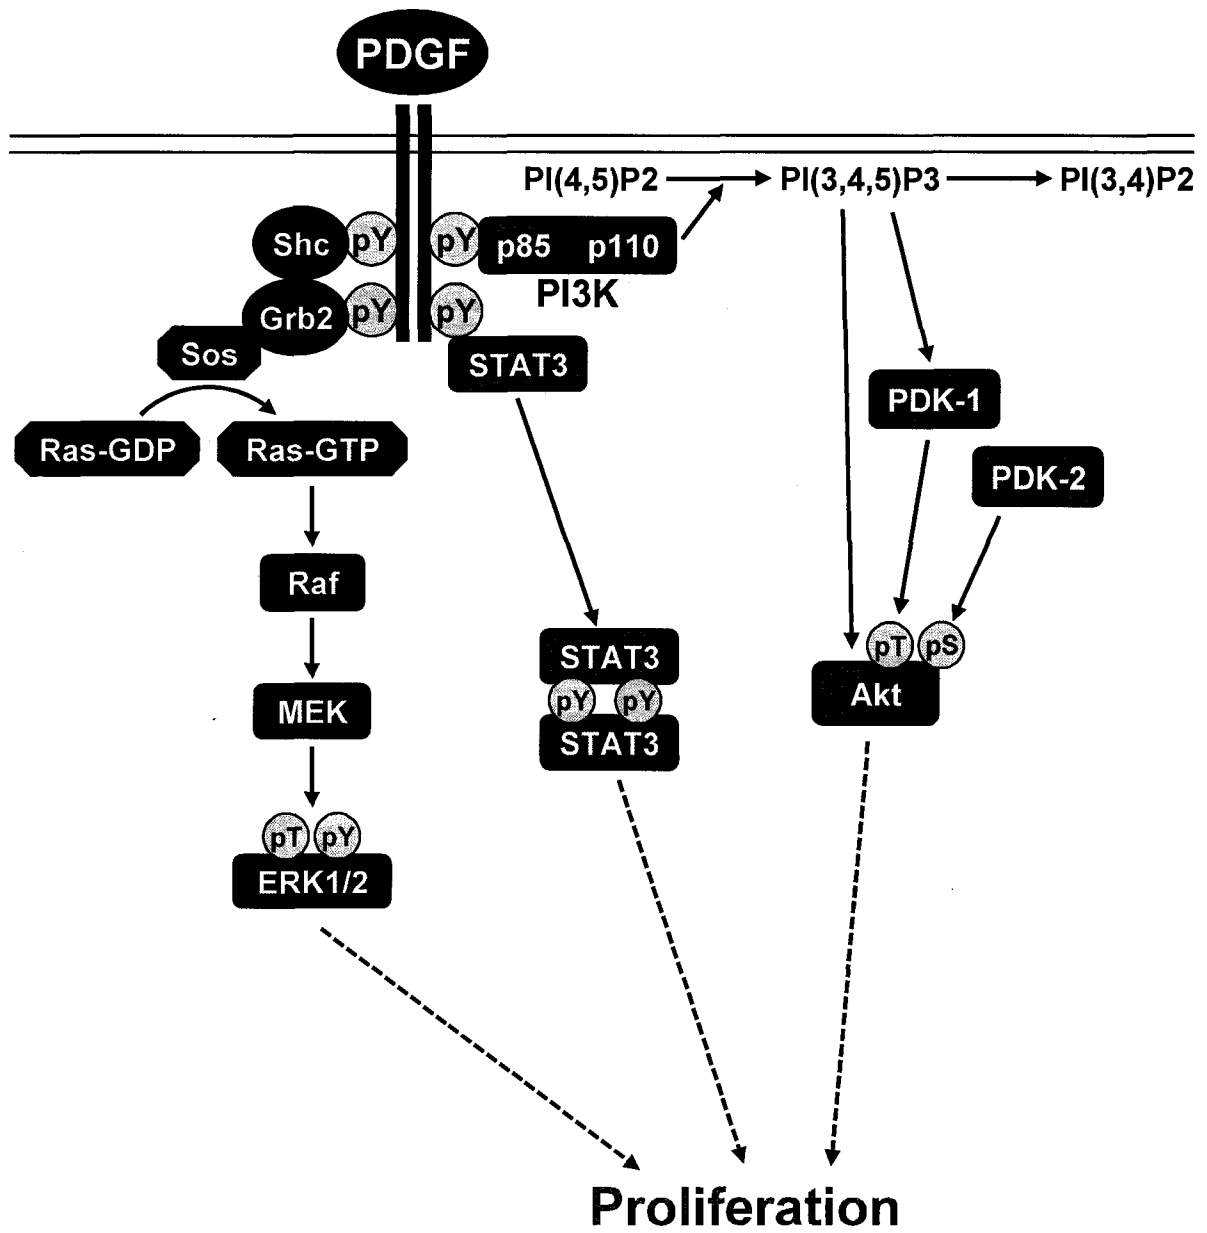 PDGF
PI(4,5)P2 PI(3,4,5)P3 PI(3,4)P2
Shc pY pY p85 p110
PI3K
Grb2 pY pY
Sos
STAT3
PDK-1
Ras-GDP Ras-GTP
PDK-2
Raf
STAT3
pT pS
Akt
MEK
pY pY
STAT3
pT pY
ERK1/2
Proliferation